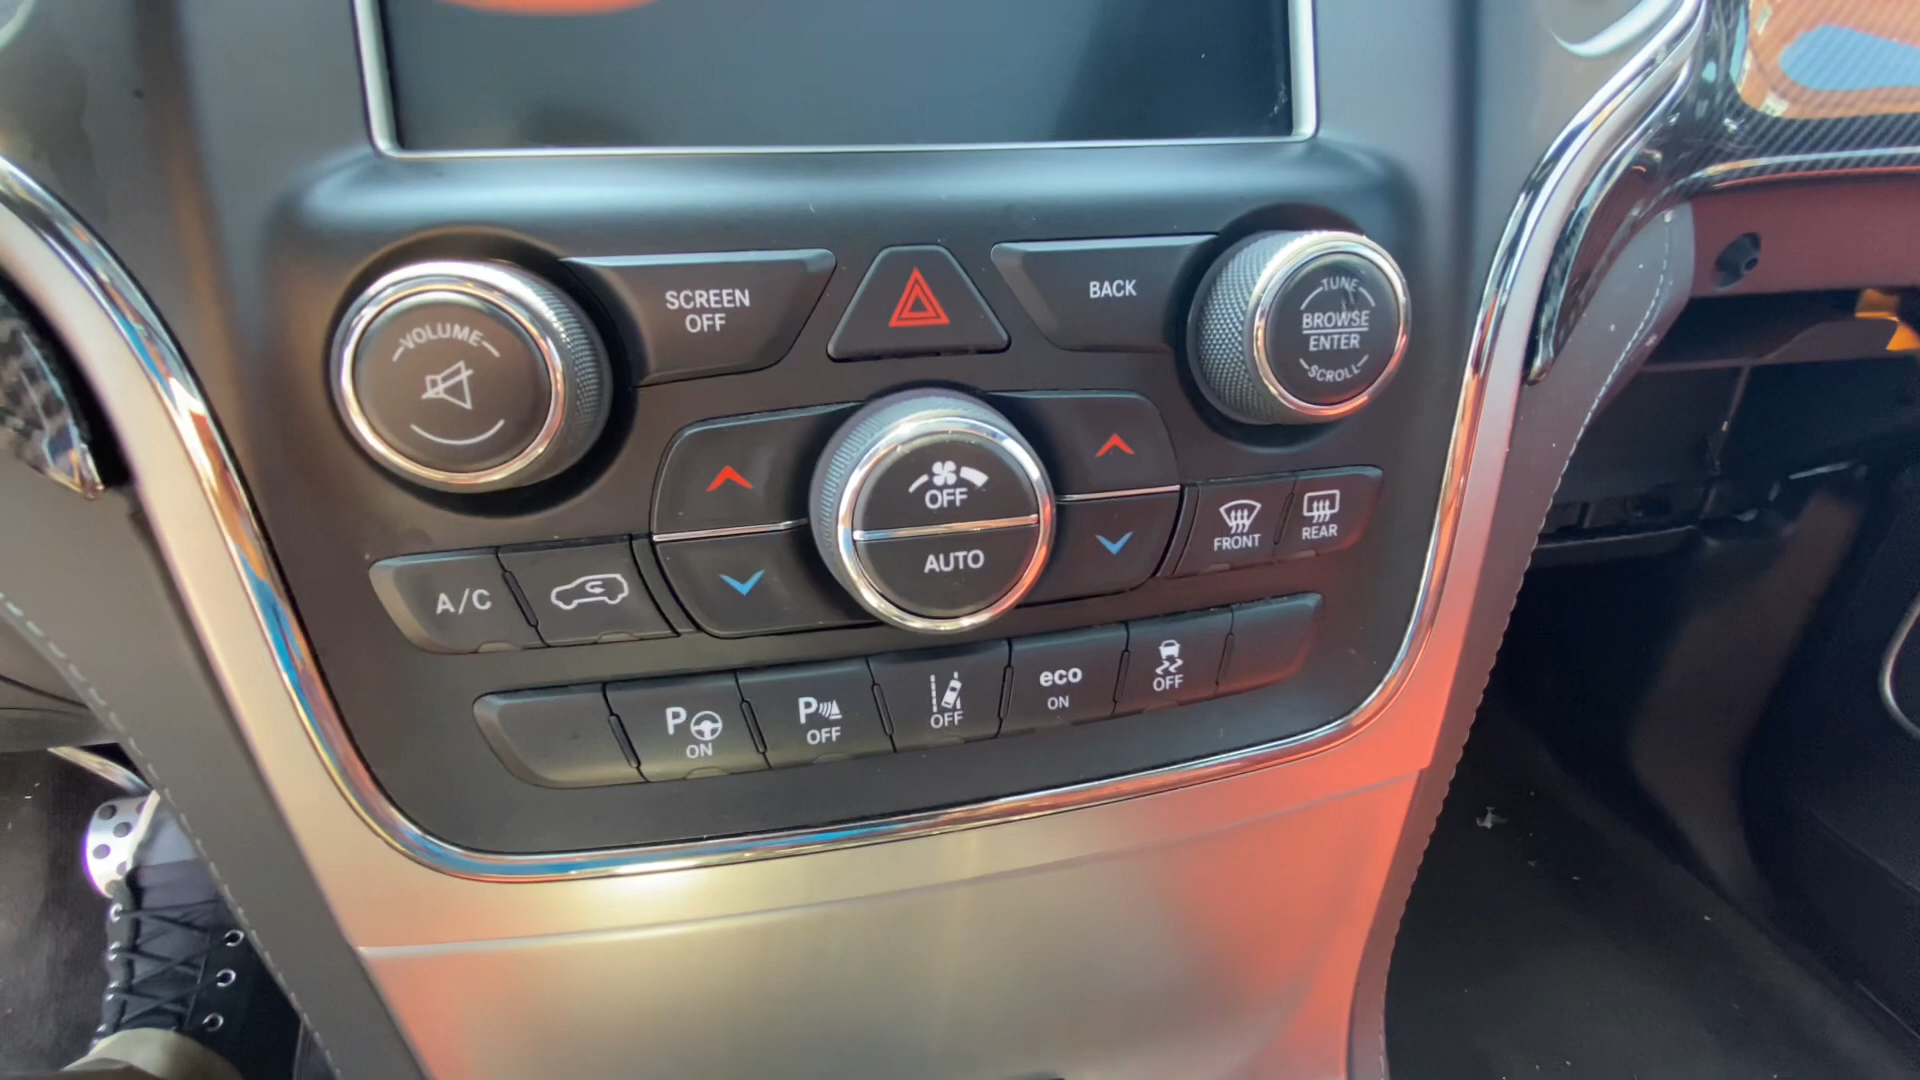 VOLUME
SCREEN
OFF
BACK
TUNE
BROWSE
ENTER
SCROLL
OFF
AUTO
FRONT
REAR
A/C
P
ON
P
OFF
OFF
eco
ON
OFF